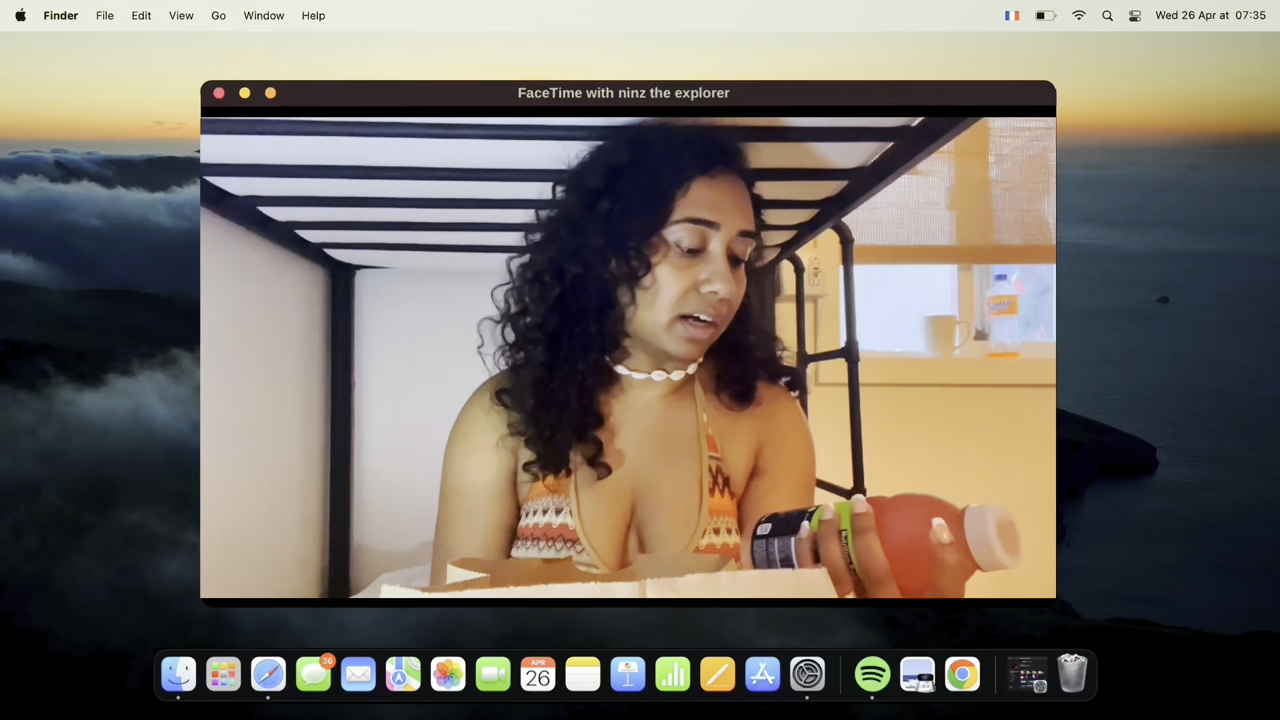 Finder File Edit View Go Window Help Wed 26 Apr at 07:35
FaceTime with ninz the explorer
36
APR
26